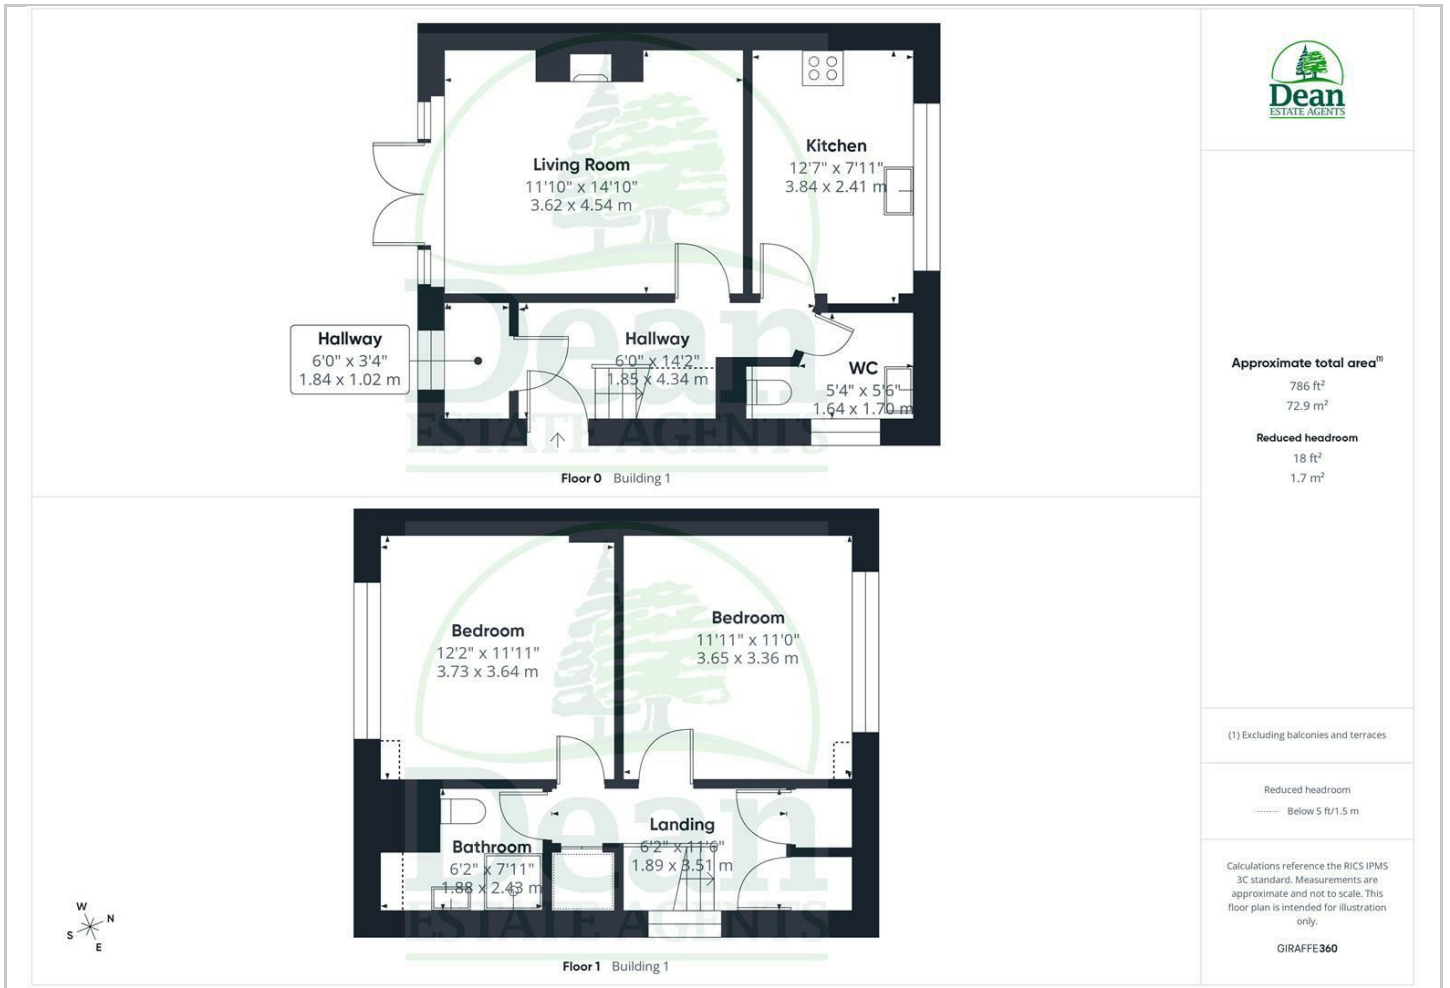 Living Room
11'10" x 14'10"
3.62 x 4.54 m
Kitchen
12'7" x 7'11"
3.84 x 2.41 m
Hallway
6'0" x 3'4"
1.84 x 1.02 m
Hallway
6'0" x 14'2"
1.85 x 4.34 m
WC
5'4" x 5'6"
1.64 x 1.70 m
Dean
ESTATE AGENTS
Floor 0 Building 1
Bedroom
12'2" x 11'11"
3.73 x 3.64 m
Bedroom
11'11" x 11'0"
3.65 x 3.36 m
Bathroom
6'2" x 7'11"
1.88 x 2.43 m
Landing
6'2" x 11'6"
1.89 x 3.51 m
Dean
ESTATE AGENTS
Floor 1 Building 1
W
N
S
E
Dean
ESTATE AGENTS
Approximate total area(1)
786 ft²
72.9 m²
Reduced headroom
18 ft²
1.7 m²
(1) Excluding balconies and terraces
Reduced headroom
Below 5 ft/1.5 m
Calculations reference the RICS IPMS
3C standard. Measurements are
approximate and not to scale. This
floor plan is intended for illustration
only.
GIRAFFE360